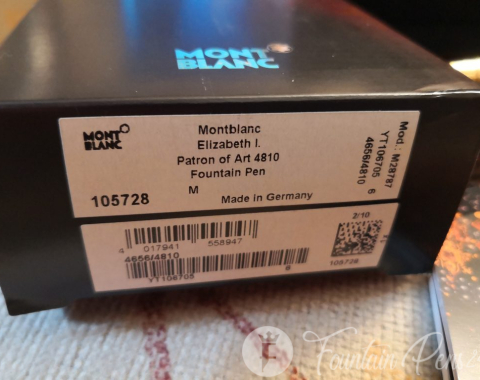 MONT
BLANC
MONT
BLANC
Montblanc
Elizabeth I.
Patron of Art 4810
Fountain Pen
M
105728
Made in Germany
Mod.: M28787
YT106705 6
4656/4810
4 017941 558947
4656/4810
YT106705 6
2/10
105728
Fountain Pens